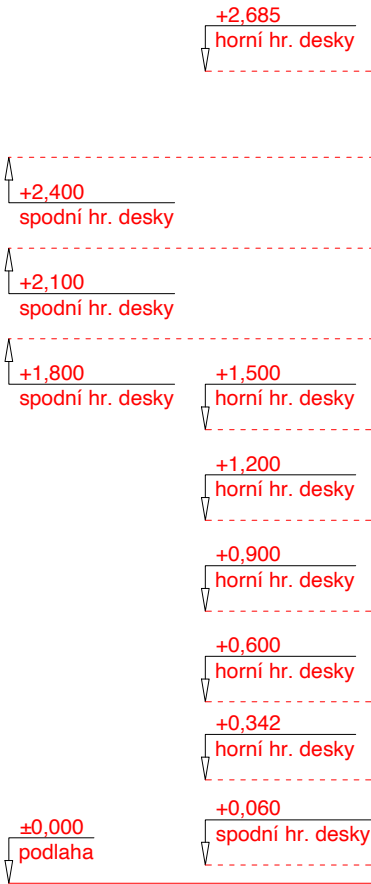 +2,685
horní hr. desky
+2,400
spodní hr. desky
+2,100
spodní hr. desky
+1,800
spodní hr. desky
+1,500
horní hr. desky
+1,200
horní hr. desky
+0,900
horní hr. desky
+0,600
horní hr. desky
+0,342
horní hr. desky
+0,060
spodní hr. desky
±0,000
podlaha